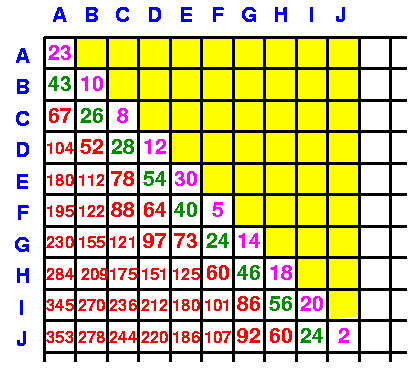 A B C D E F G H I J
A 23
B 43 10
C 67 26 8
D 104 52 28 12
E 180 112 78 54 30
F 195 122 88 64 40 5
G 230 155 121 97 73 24 14
H 284 209 175 151 125 60 46 18
I 345 270 236 212 180 101 86 56 20
J 353 278 244 220 186 107 92 60 24 2